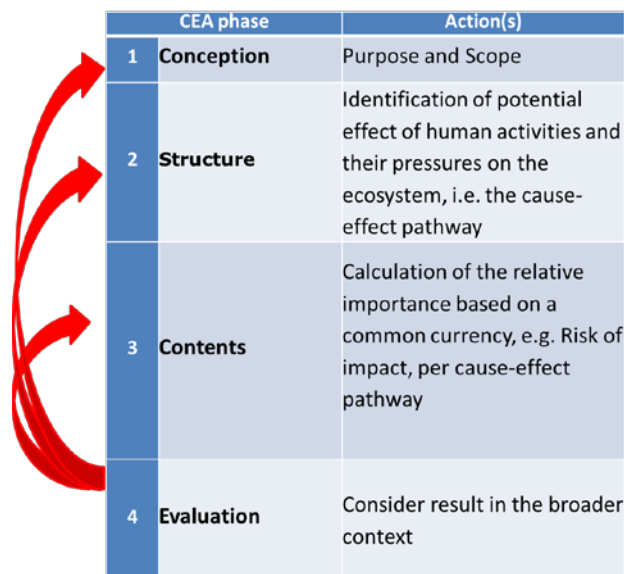 CEA phase Action(s)
1 Conception Purpose and Scope
Identification of potential
effect of human activities and
2 Structure their pressures on the
ecosystem, i.e. the cause-
effect pathway
Calculation of the relative
importance based on a
3 Contents common currency, e.g. Risk of
impact, per cause-effect
pathway
4 Evaluation Consider result in the broader
context